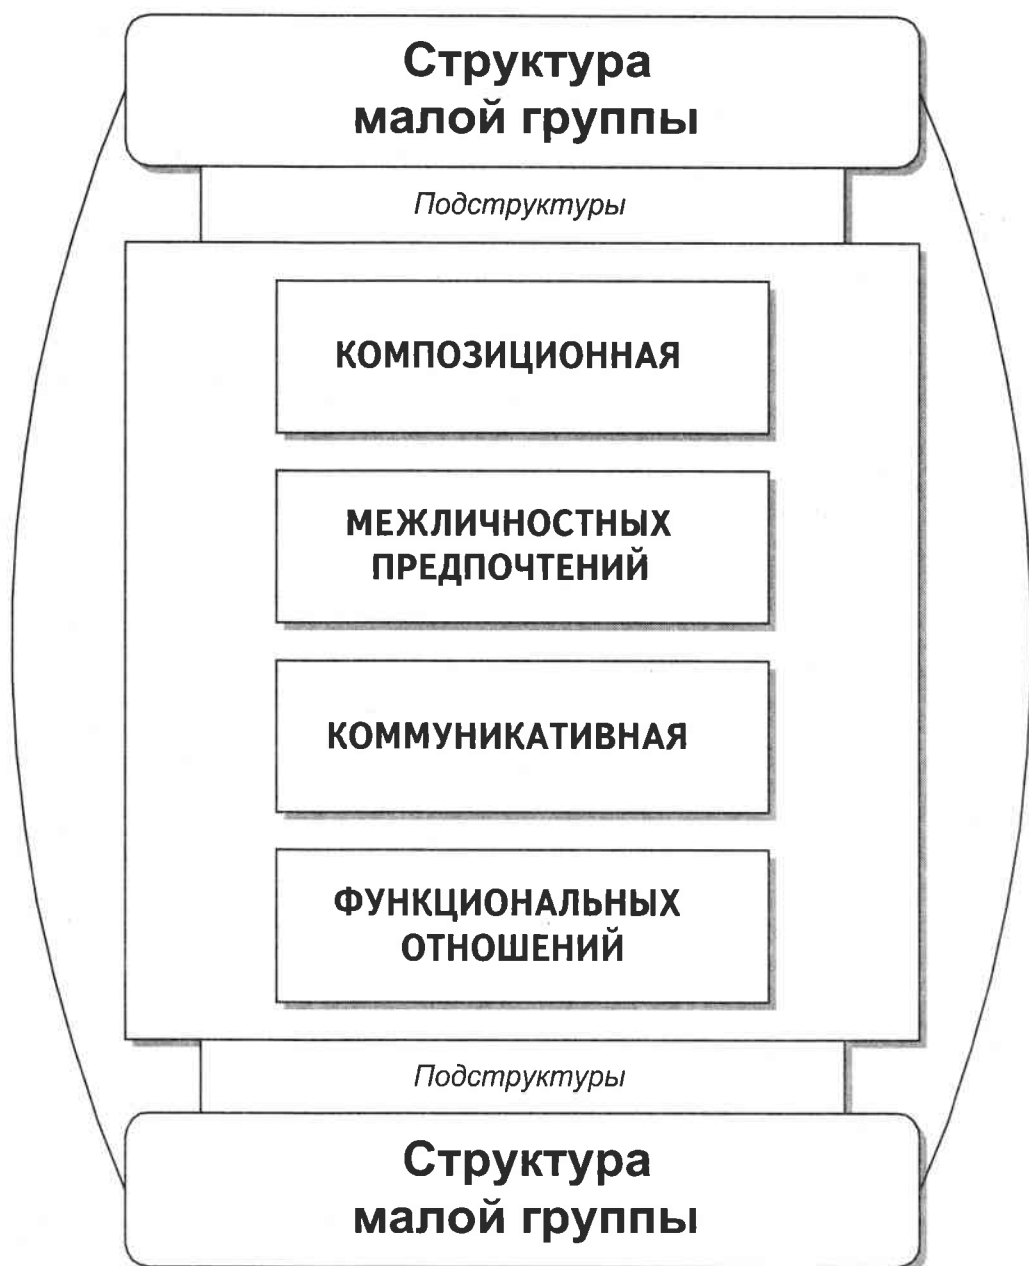 Структура
малой группы
Подструктуры
КОМПОЗИЦИОННАЯ
МЕЖЛИЧНОСТНЫХ
ПРЕДПОЧТЕНИЙ
КОММУНИКАТИВНАЯ
ФУНКЦИОНАЛЬНЫХ
ОТНОШЕНИЙ
Подструктуры
Структура
малой группы